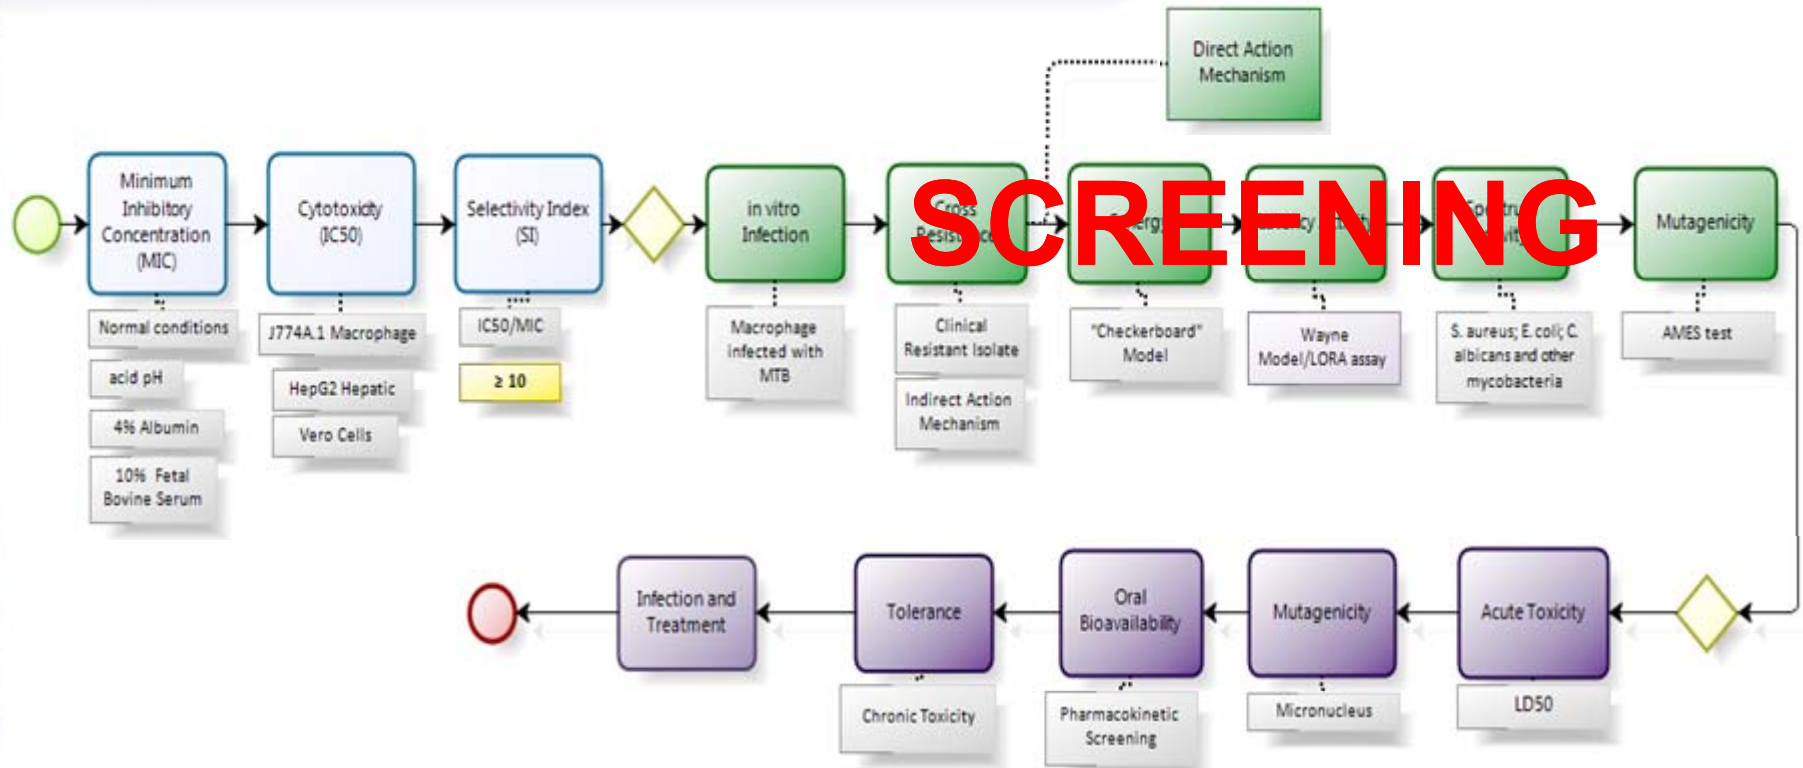 Direct Action
Mechanism
Minimum
Inhibitory
Concentration
(MIC)
Cytotoxicity
(IC50)
Selectivity Index
(SI)
in vitro
Infection
Cross
SCREENING
Mutagenicity
Normal conditions
acid pH
4% Albumin
10% Fetal
Bovine Serum
J774A.1 Macrophage
HepG2 Hepatic
Vero Cells
IC50/MIC
≥ 10
Macrophage
infected with
MTB
Clinical
Resistant Isolate
Indirect Action
Mechanism
"Checkerboard"
Model
Wayne
Model/LORA assay
S. aureus; E. coli; C.
albicans and other
mycobacteria
AMES test
Infection and
Treatment
Tolerance
Oral
Bioavailability
Mutagenicity
Acute Toxicity
Chronic Toxicity
Pharmacokinetic
Screening
Micronucleus
LD50